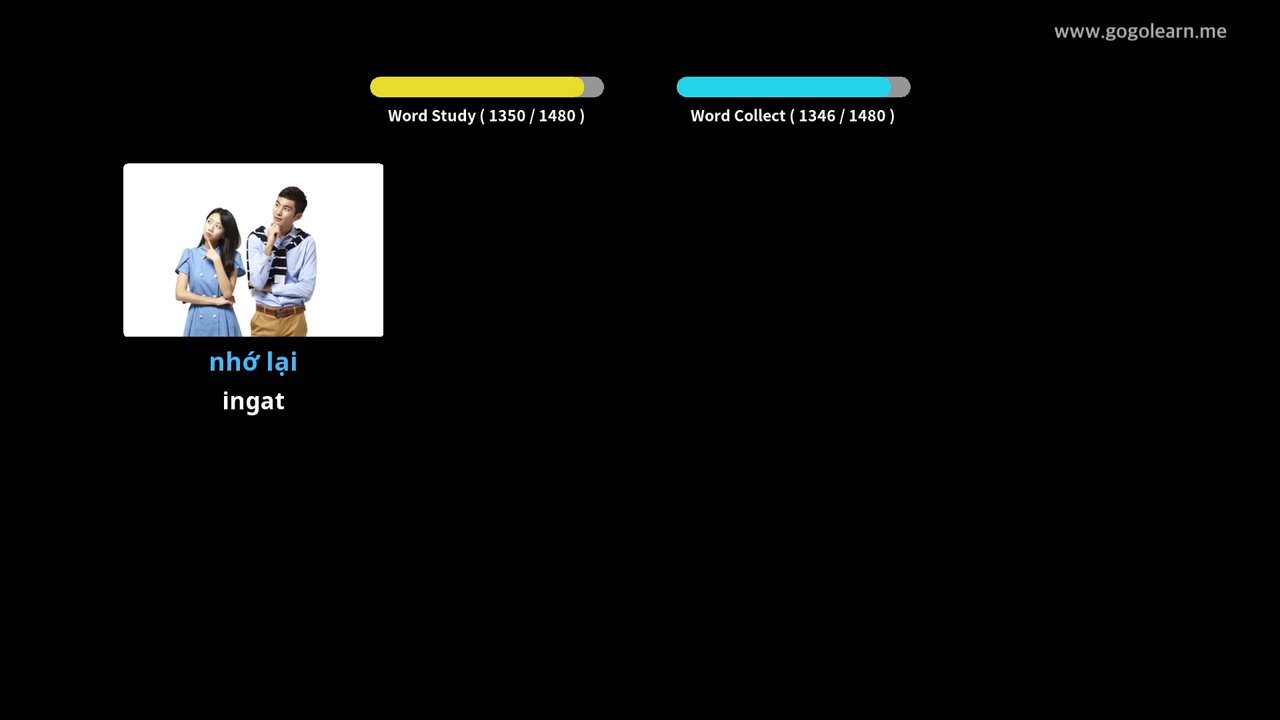 www.gogolearn.me
Word Study ( 1350 / 1480 )
Word Collect ( 1346 / 1480 )
nhớ lại
ingat